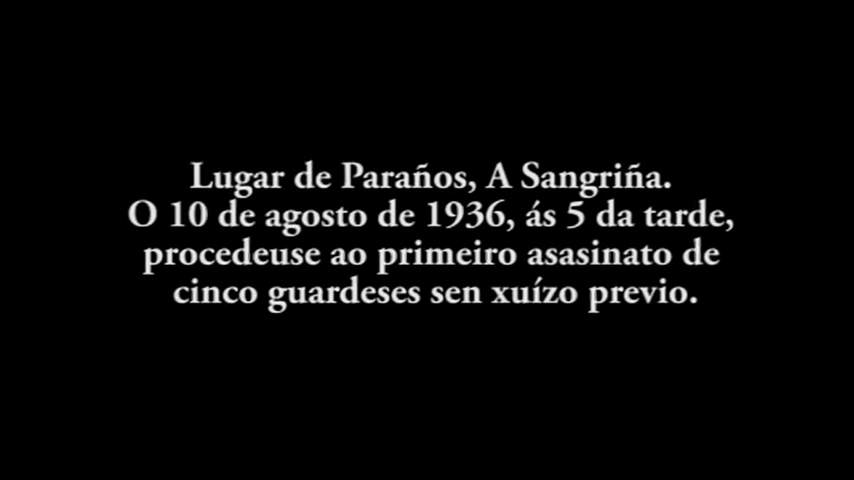 Lugar de Paraños, A Sangriña.
O 10 de agosto de 1936, ás 5 da tarde,
procedeuse ao primeiro asasinato de
cinco guardeses sen xuízo previo.